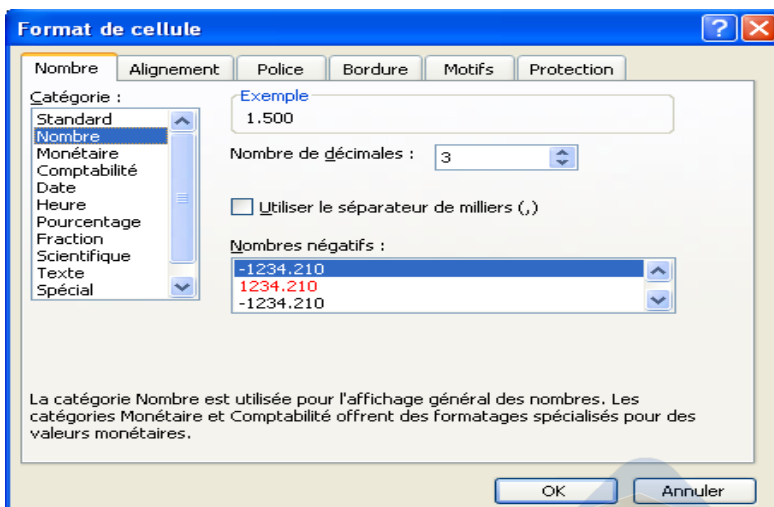 Format de cellule
Nombre Alignement Police Bordure Motifs Protection
Catégorie :
Standard
Nombre
Monétaire
Comptabilité
Date
Heure
Pourcentage
Fraction
Scientifique
Texte
Spécial
Exemple
1.500
Nombre de décimales : 3
Utiliser le séparateur de milliers (,)
Nombres négatifs :
-1234.210
1234.210
-1234.210
La catégorie Nombre est utilisée pour l'affichage général des nombres. Les
catégories Monétaire et Comptabilité offrent des formatages spécialisés pour des
valeurs monétaires.
OK Annuler